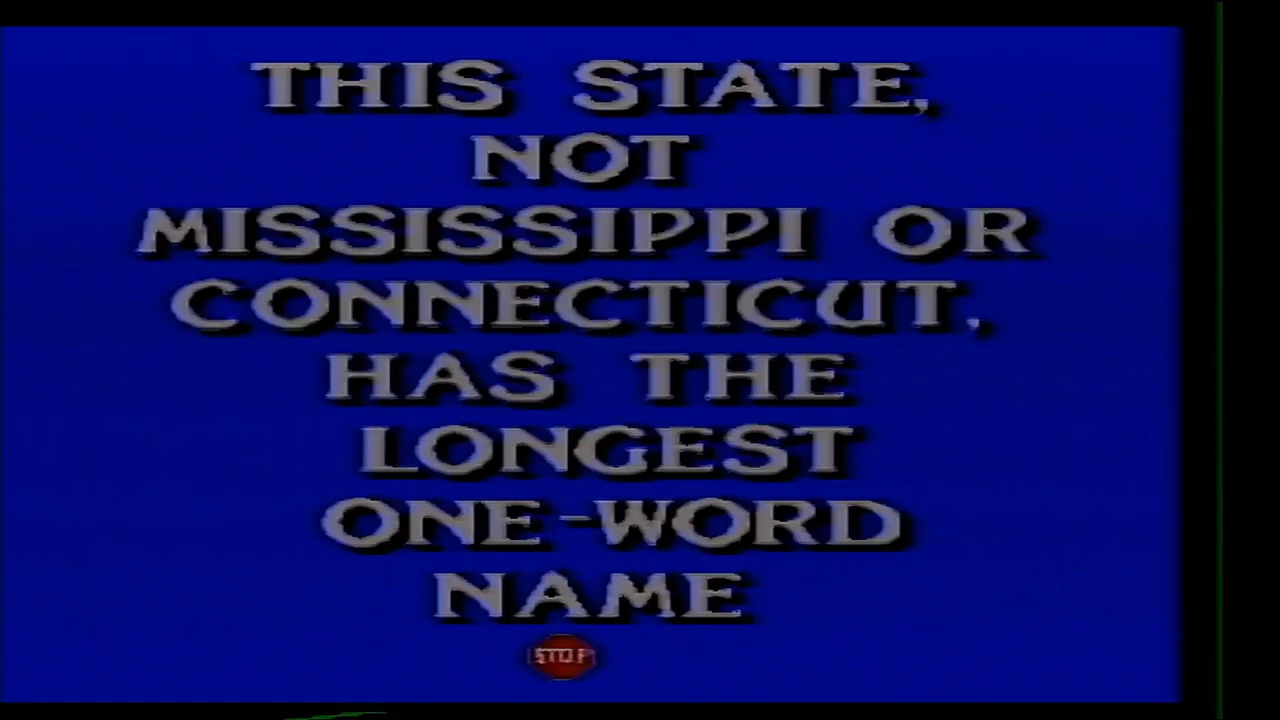 THIS STATE,
NOT
MISSISSIPPI OR
CONNECTICUT,
HAS THE
LONGEST
ONE-WORD
NAME
STOP